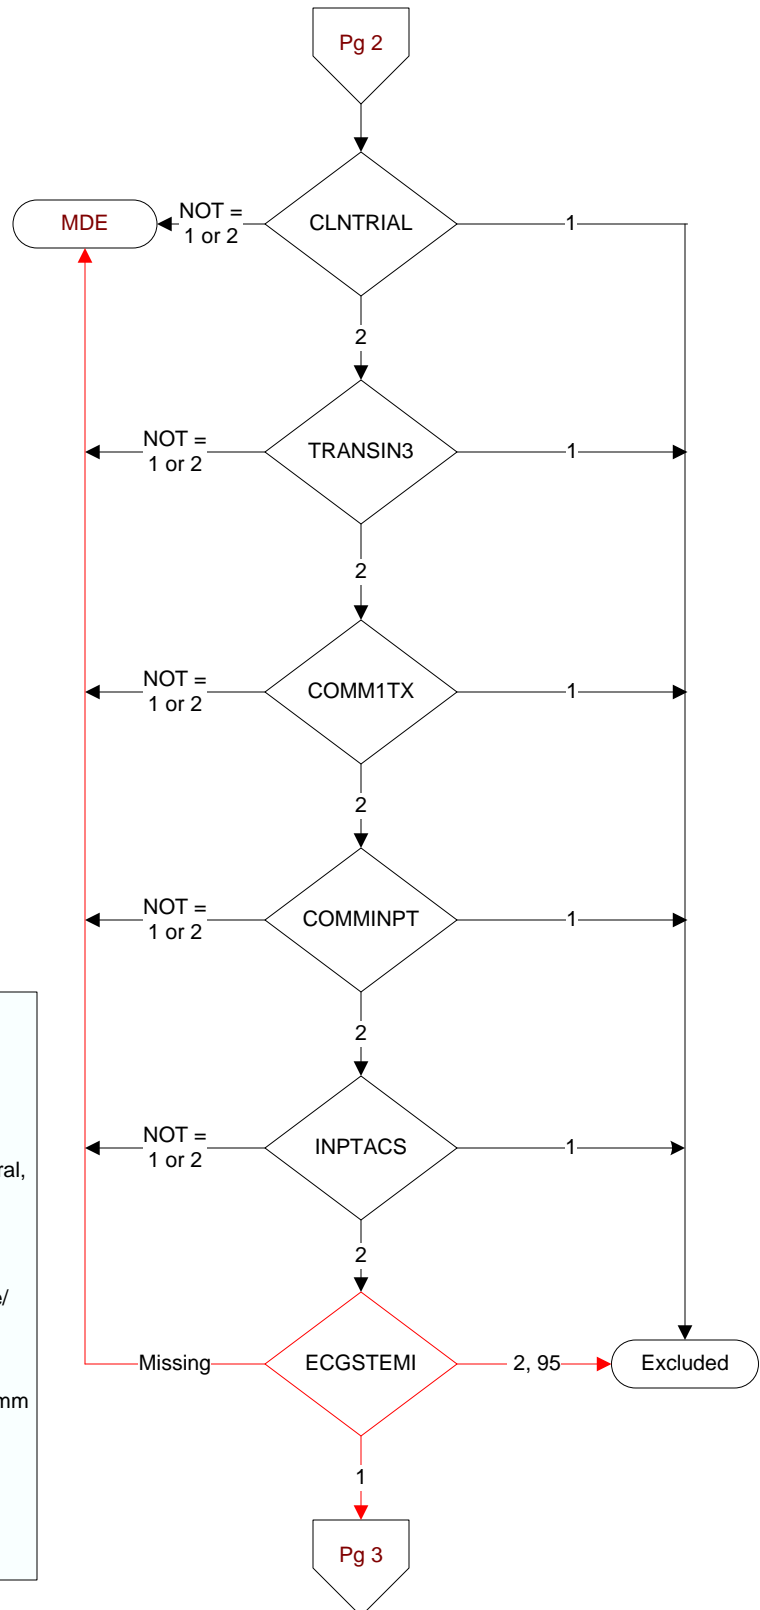 Pg 2
MDE
NOT =
1 or 2
CLNTRIAL
1
2
NOT =
1 or 2
TRANSIN3
1
2
NOT =
1 or 2
COMM1TX
1
2
NOT =
1 or 2
COMMINPT
1
2
NOT =
1 or 2
INPTACS
1
ral,
2
/
Missing
ECGSTEMI
2, 95
Excluded
mm
1
Pg 3